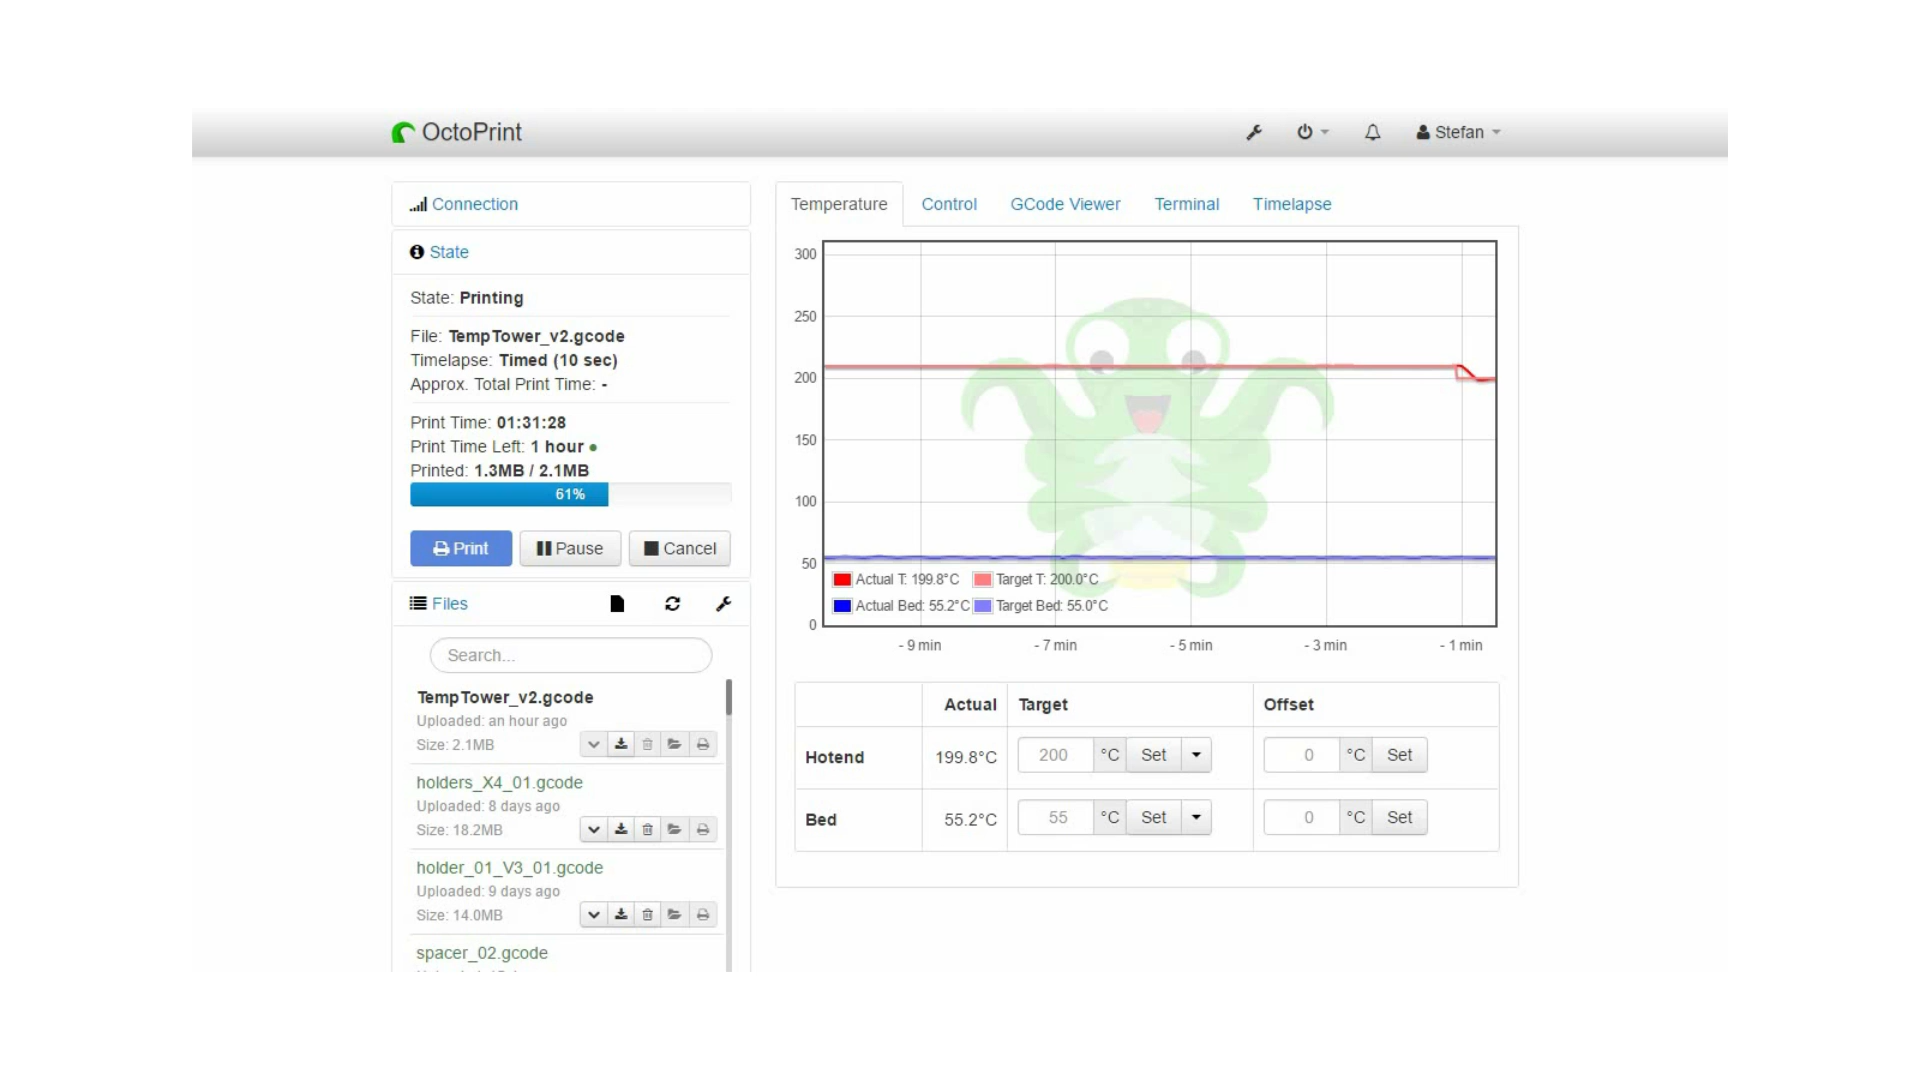 OctoPrint
Stefan
Connection
State
State: Printing
File: TempTower_v2.gcode
Timelapse: Timed (10 sec)
Approx. Total Print Time: -
Print Time: 01:31:28
Print Time Left: 1 hour
Printed: 1.3MB / 2.1MB
61%
Print Pause Cancel
Files
Search...
TempTower_v2.gcode
Uploaded: an hour ago
Size: 2.1MB
holders_X4_01.gcode
Uploaded: 8 days ago
Size: 18.2MB
holder_01_V3_01.gcode
Uploaded: 9 days ago
Size: 14.0MB
spacer_02.gcode
Temperature Control GCode Viewer Terminal Timelapse
300
250
200
150
100
50
0
Actual T: 199.8°C Target T: 200.0°C
Actual Bed: 55.2°C Target Bed: 55.0°C
- 9 min - 7 min - 5 min - 3 min - 1 min
Actual Target Offset
Hotend 199.8°C 200 °C Set 0 °C Set
Bed 55.2°C 55 °C Set 0 °C Set